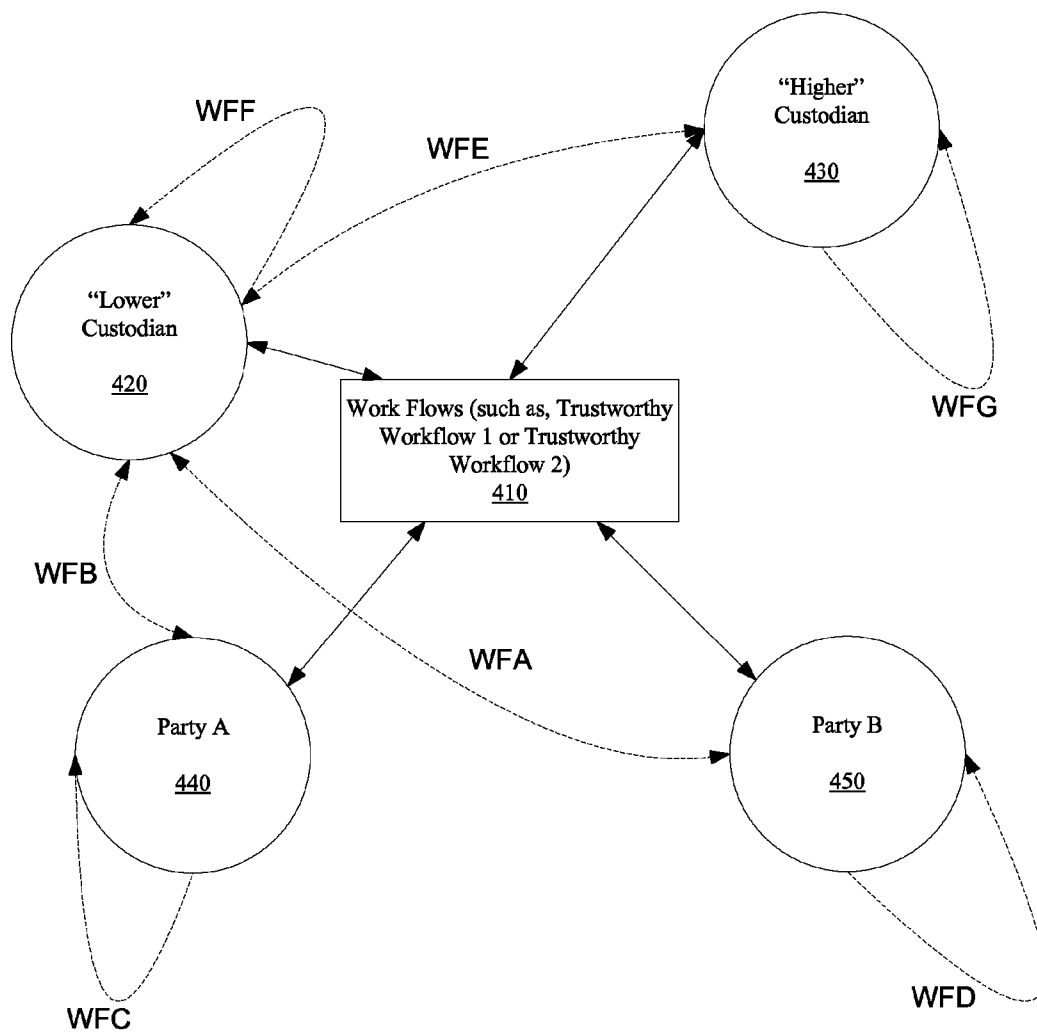 “Higher”
Custodian
430
WFF
WFE
“Lower”
Custodian
420
WFG
Work Flows (such as, Trustworthy
Workflow 1 or Trustworthy
Workflow 2)
410
WFB
WFA
Party A
440
Party B
450
WFC
WFD